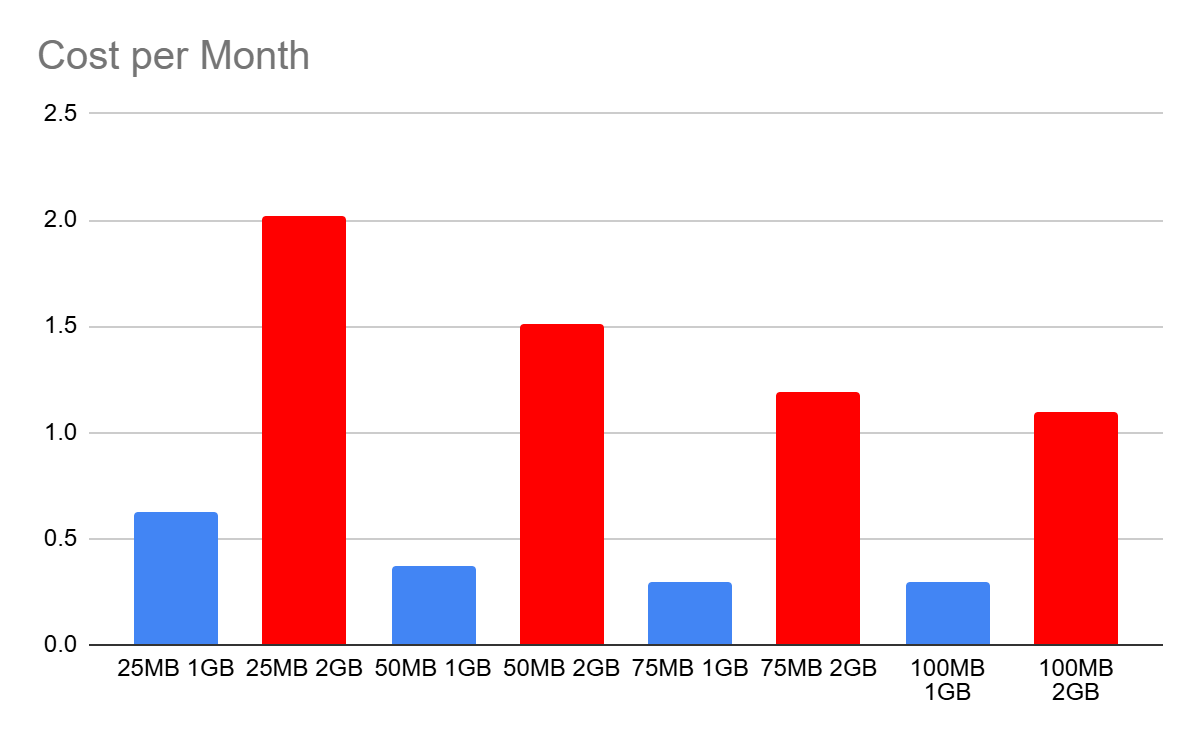 Cost per Month
2.5
2.0
1.5
1.0
0.5
0.0
25MB 1GB
25MB 2GB
50MB 1GB
50MB 2GB
75MB 1GB
75MB 2GB
100MB
1GB
100MB
2GB